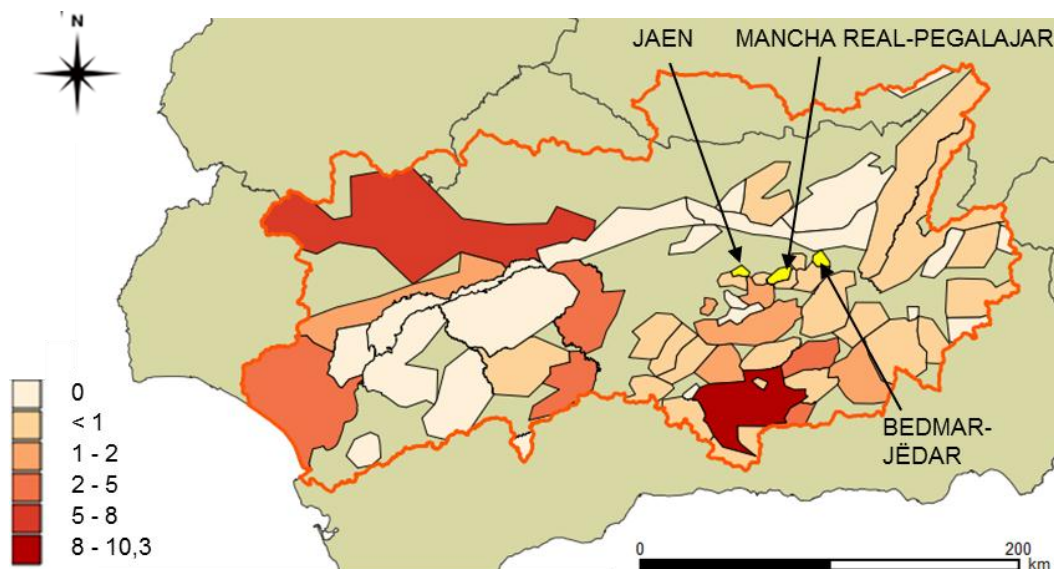 N
JAEN
MANCHA REAL-PEGALAJAR
BEDMAR-
JËDAR
0
< 1
1 - 2
2 - 5
5 - 8
8 - 10,3
0
200
km